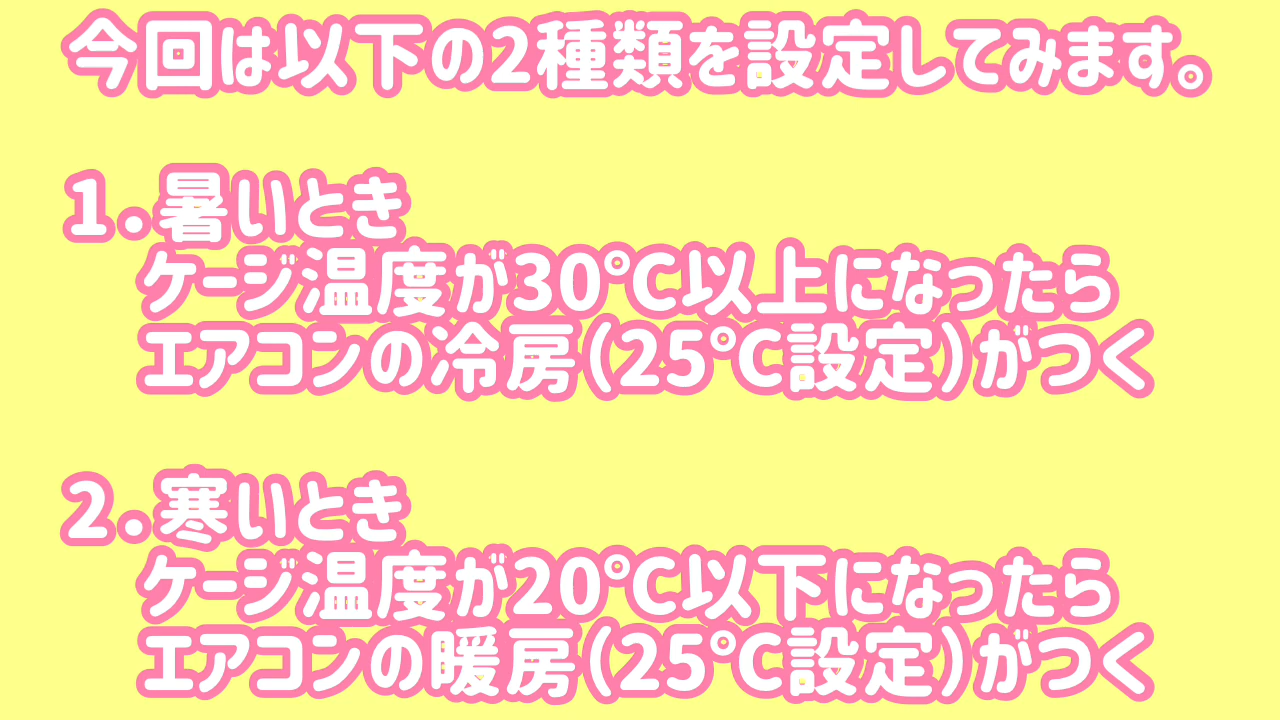 今回は以下の2種類を設定してみます。
1.暑いとき
ケージ温度が30℃以上になったら
エアコンの冷房(25℃設定)がつく
2.寒いとき
ケージ温度が20℃以下になったら
エアコンの暖房(25℃設定)がつく